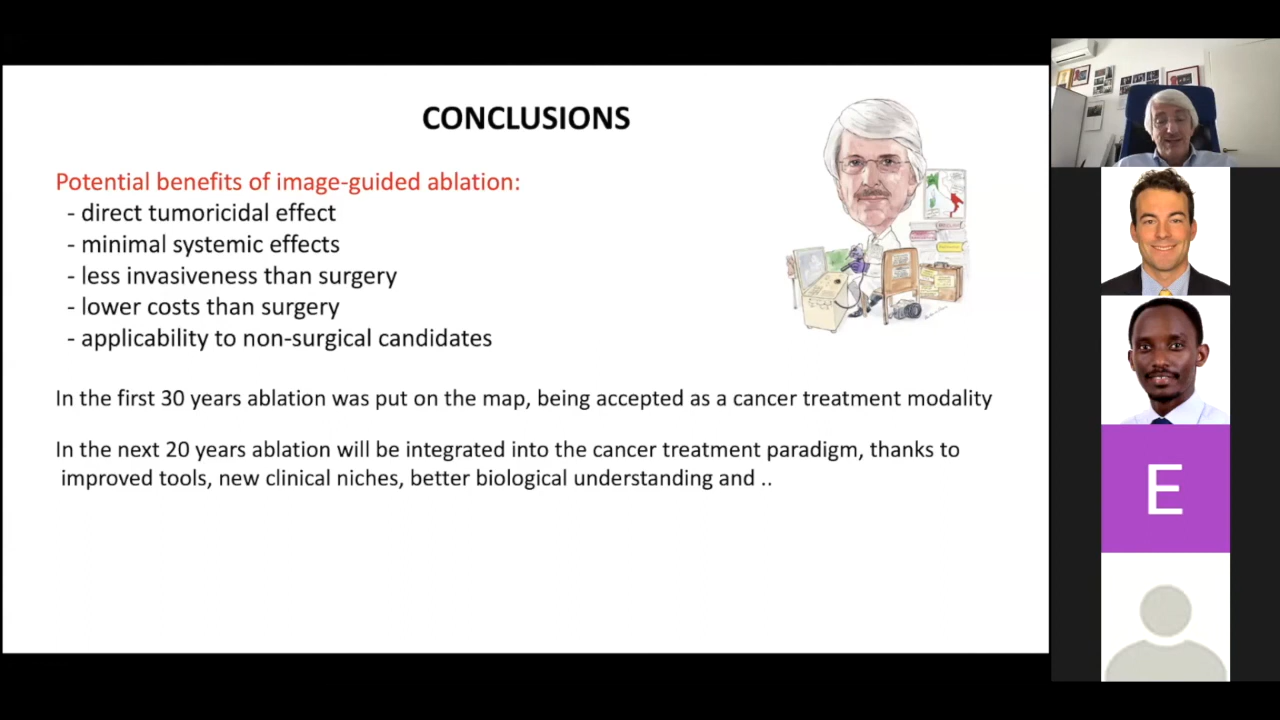 CONCLUSIONS
Potential benefits of image-guided ablation:
- direct tumoricidal effect
- minimal systemic effects
- less invasiveness than surgery
- lower costs than surgery
- applicability to non-surgical candidates
In the first 30 years ablation was put on the map, being accepted as a cancer treatment modality
In the next 20 years ablation will be integrated into the cancer treatment paradigm, thanks to
improved tools, new clinical niches, better biological understanding and ..
E